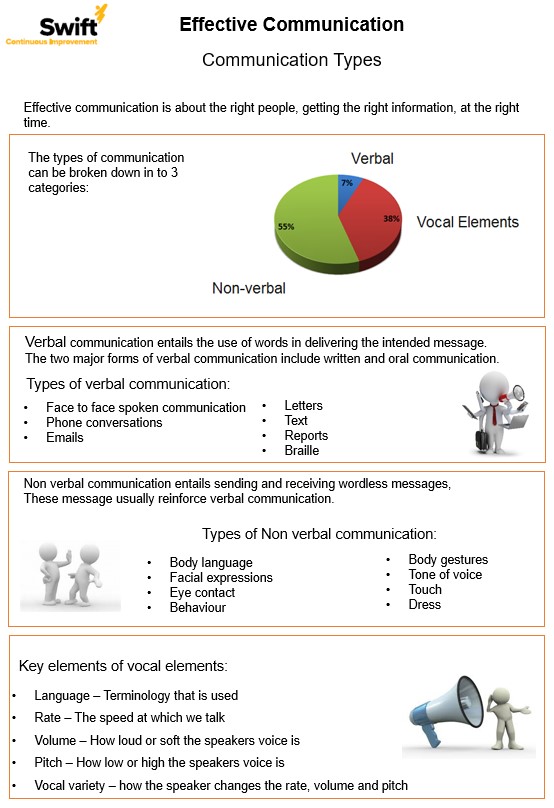 Swift
Continuous Improvement
Effective Communication
Communication Types
Effective communication is about the right people, getting the right information, at the right
time.
The types of communication
can be broken down in to 3
categories:
Verbal
7%
38%
Vocal Elements
55%
Non-verbal
Verbal communication entails the use of words in delivering the intended message.
The two major forms of verbal communication include written and oral communication.
Types of verbal communication:
• Face to face spoken communication
• Phone conversations
• Emails
• Letters
• Text
• Reports
• Braille
Non verbal communication entails sending and receiving wordless messages,
These message usually reinforce verbal communication.
Types of Non verbal communication:
• Body language
• Facial expressions
• Eye contact
• Behaviour
• Body gestures
• Tone of voice
• Touch
• Dress
Key elements of vocal elements:
• Language – Terminology that is used
• Rate – The speed at which we talk
• Volume – How loud or soft the speakers voice is
• Pitch – How low or high the speakers voice is
• Vocal variety – how the speaker changes the rate, volume and pitch